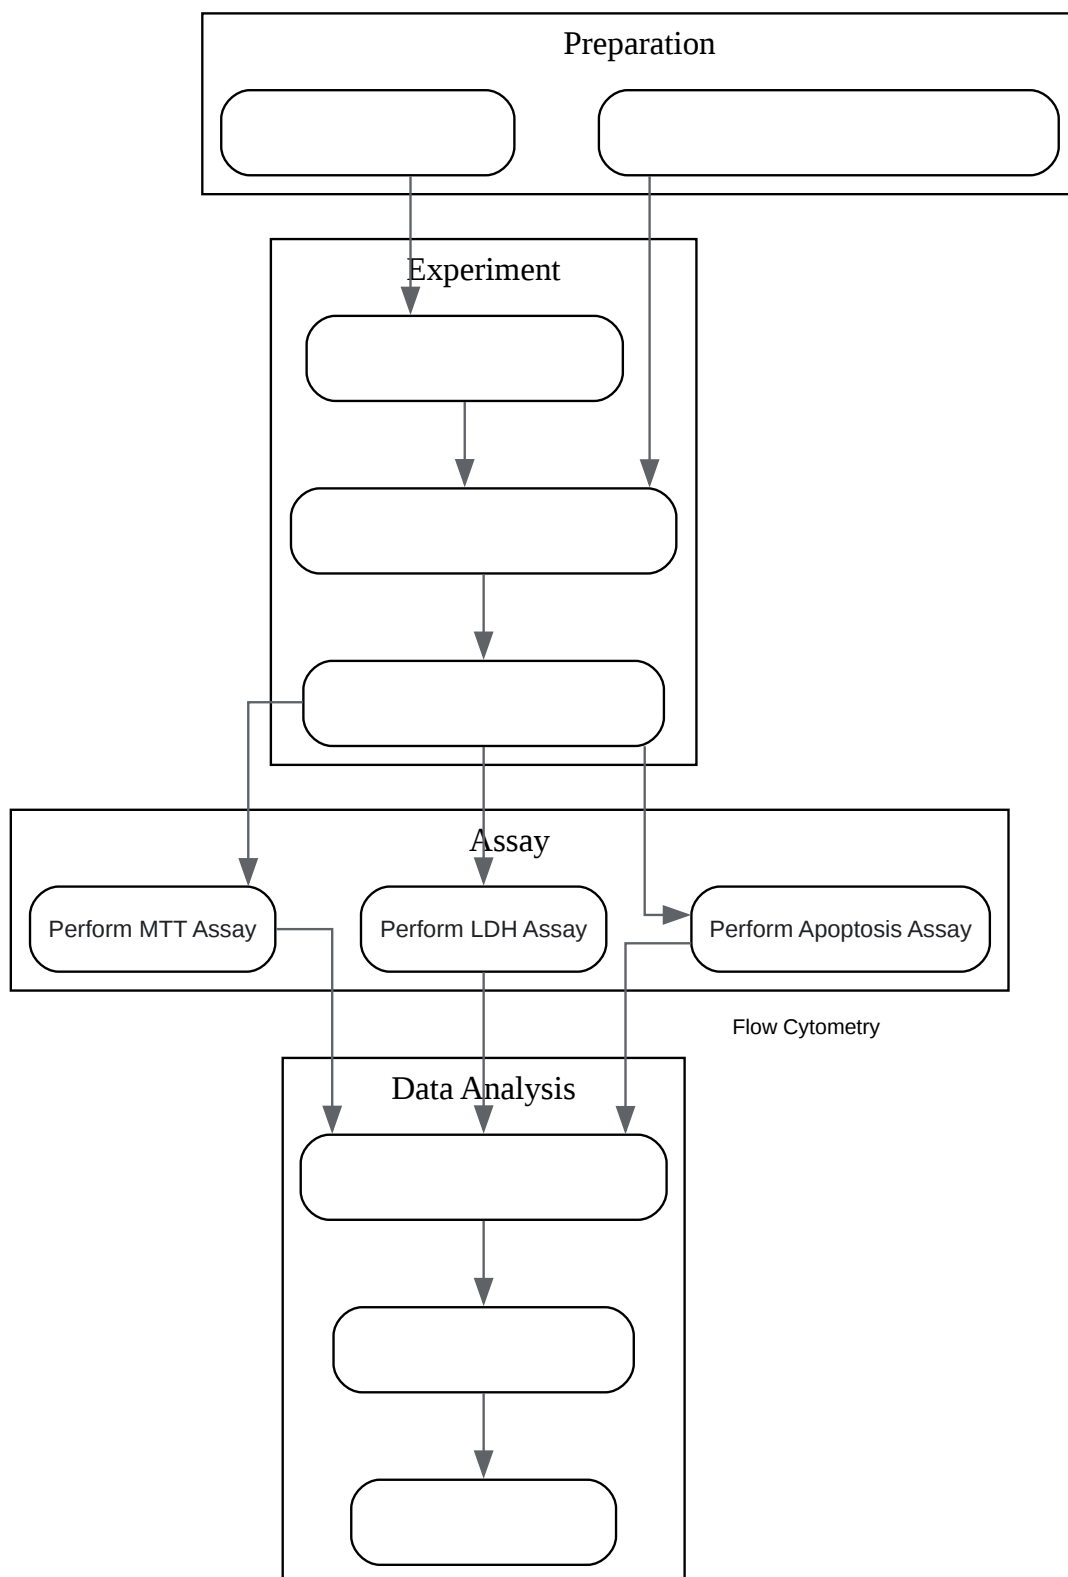 Preparation
Experiment
Assay
Perform MTT Assay
Perform LDH Assay
Perform Apoptosis Assay
Flow Cytometry
Data Analysis